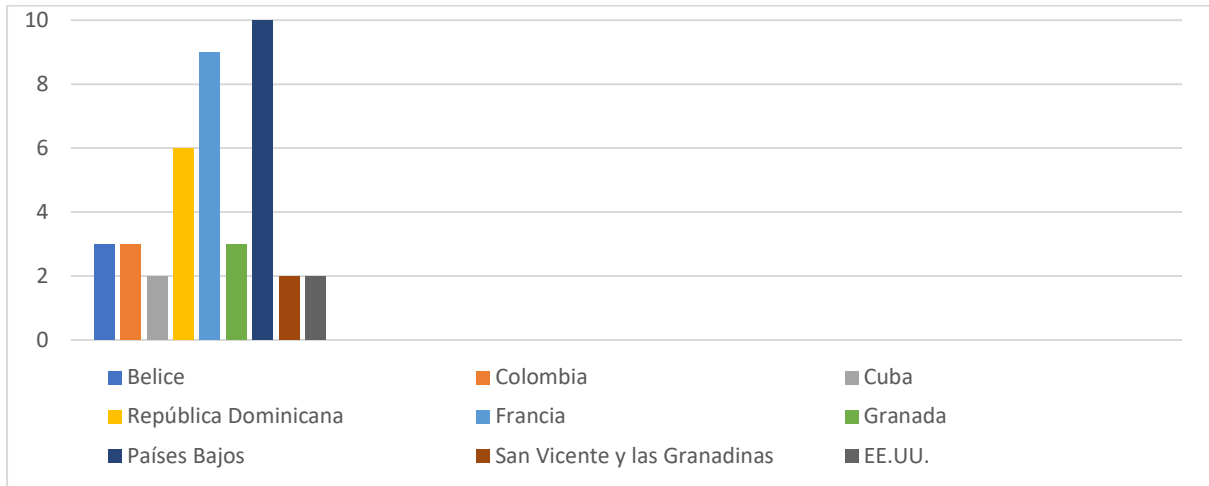 10
8
6
4
2
0
Belice Colombia Cuba
República Dominicana Francia Granada
Países Bajos San Vicente y las Granadinas EE.UU.